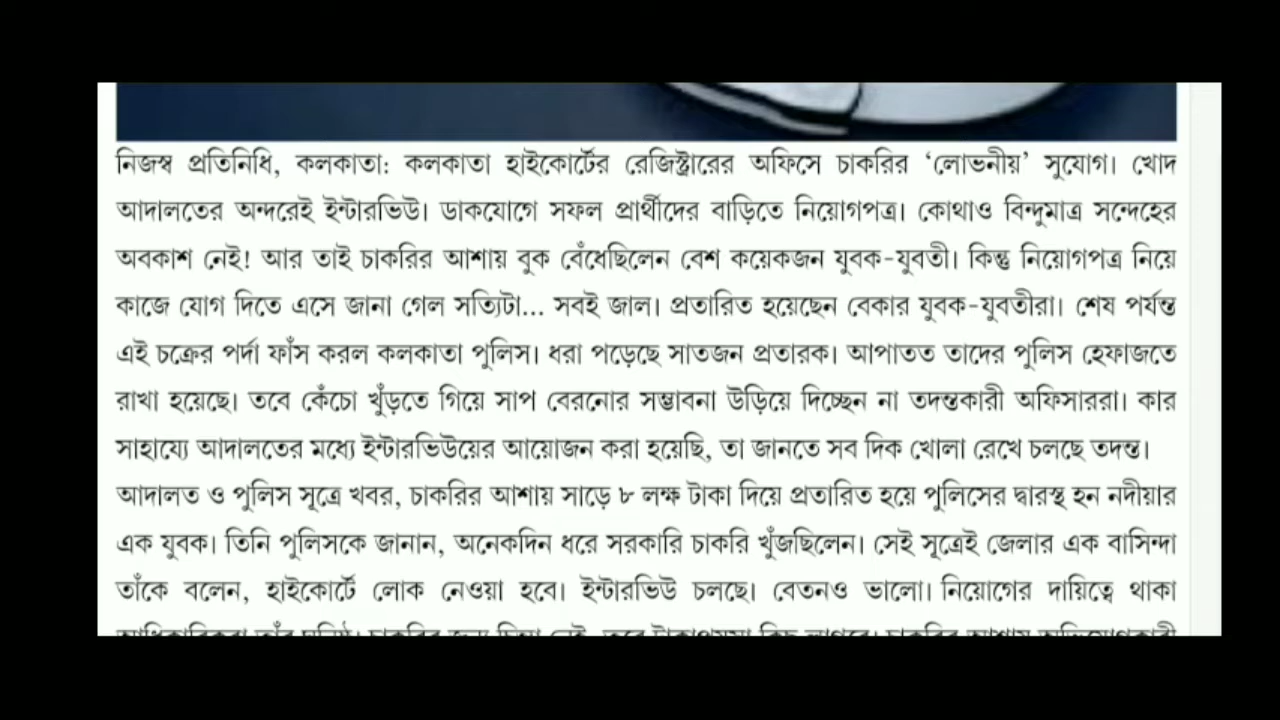 নিজস্ব প্রতিনিধি, কলকাতা: কলকাতা হাইকোর্টের রেজিস্ট্রারের অফিসে চাকরির ‘লোভনীয়’ সুযোগ। খোদ
আদালতের অন্দরেই ইন্টারভিউ। ডাকযোগে সফল প্রার্থীদের বাড়িতে নিয়োগপত্র। কোথাও বিন্দুমাত্র সন্দেহের
অবকাশ নেই! আর তাই চাকরির আশায় বুক বেঁধেছিলেন বেশ কয়েকজন যুবক-যুবতী। কিন্তু নিয়োগপত্র নিয়ে
কাজে যোগ দিতে এসে জানা গেল সত্যিটা... সবই জাল। প্রতারিত হয়েছেন বেকার যুবক-যুবতীরা। শেষ পর্যন্ত
এই চক্রের পর্দা ফাঁস করল কলকাতা পুলিস। ধরা পড়েছে সাতজন প্রতারক। আপাতত তাদের পুলিস হেফাজতে
রাখা হয়েছে। তবে কেঁচো খুঁড়তে গিয়ে সাপ বেরনোর সম্ভাবনা উড়িয়ে দিচ্ছেন না তদন্তকারী অফিসাররা। কার
সাহায্যে আদালতের মধ্যে ইন্টারভিউয়ের আয়োজন করা হয়েছি, তা জানতে সব দিক খোলা রেখে চলছে তদন্ত।
আদালত ও পুলিস সূত্রে খবর, চাকরির আশায় সাড়ে ৮ লক্ষ টাকা দিয়ে প্রতারিত হয়ে পুলিসের দ্বারস্থ হন নদীয়ার
এক যুবক। তিনি পুলিসকে জানান, অনেকদিন ধরে সরকারি চাকরি খুঁজছিলেন। সেই সূত্রেই জেলার এক বাসিন্দা
তাঁকে বলেন, হাইকোর্টে লোক নেওয়া হবে। ইন্টারভিউ চলছে। বেতনও ভালো। নিয়োগের দায়িত্বে থাকা